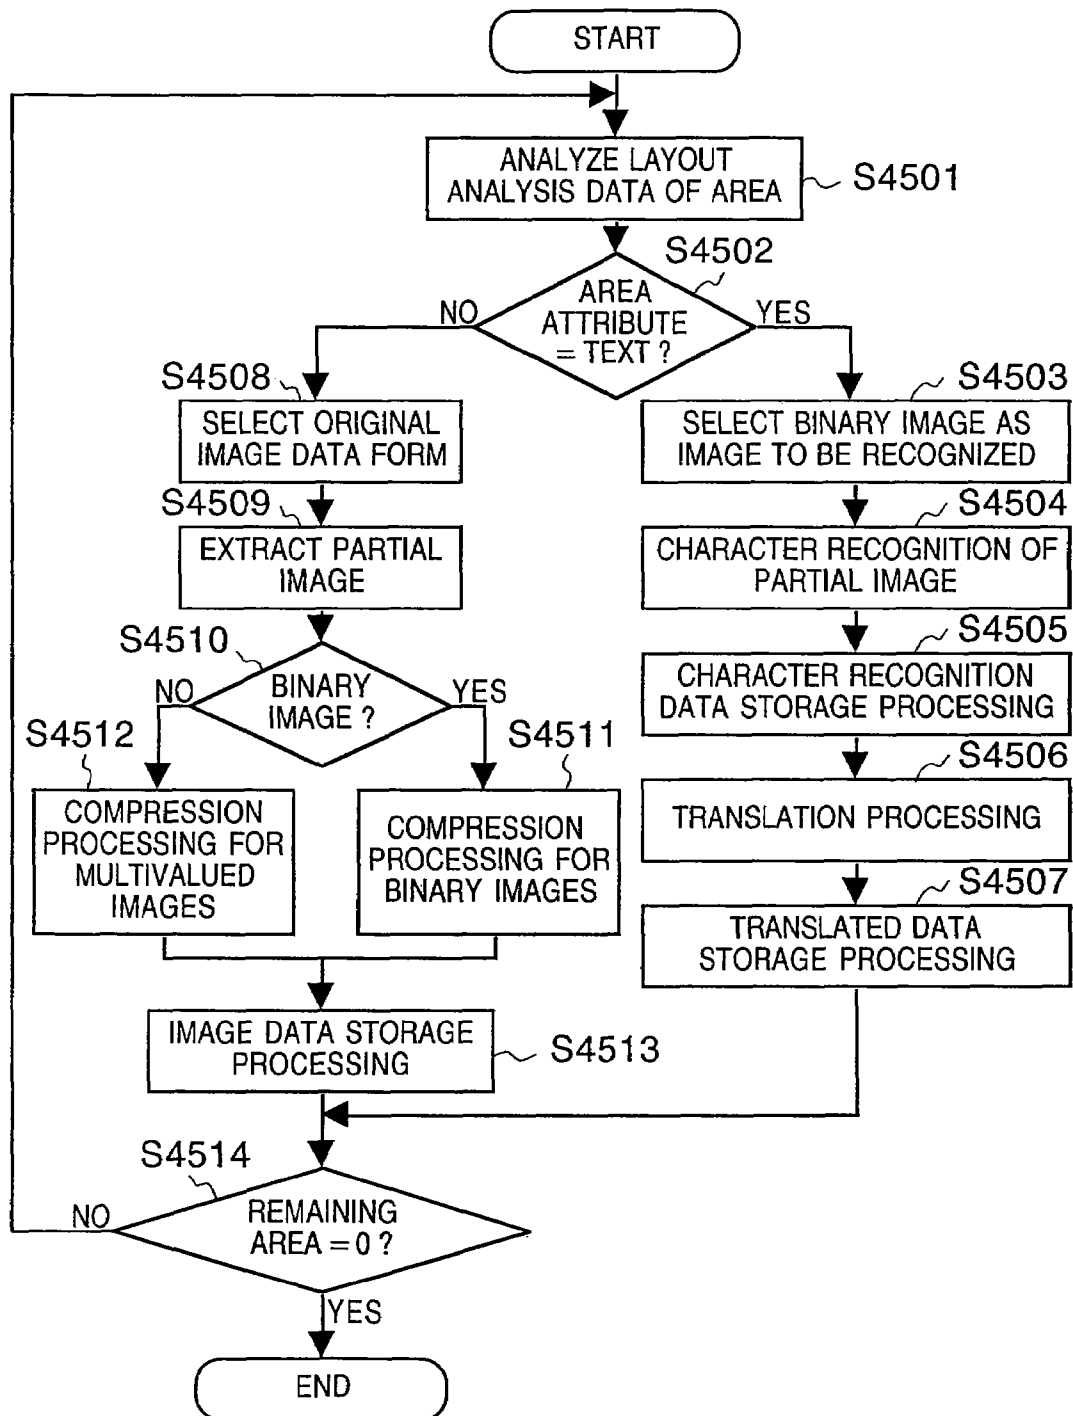 START
ANALYZE LAYOUT
ANALYSIS DATA OF AREA
S4501
S4502
AREA
ATTRIBUTE
= TEXT ?
NO
YES
S4508
SELECT ORIGINAL
IMAGE DATA FORM
S4503
SELECT BINARY IMAGE AS
IMAGE TO BE RECOGNIZED
S4509
EXTRACT PARTIAL
IMAGE
S4504
CHARACTER RECOGNITION OF
PARTIAL IMAGE
S4510
BINARY
IMAGE ?
NO
YES
S4505
CHARACTER RECOGNITION
DATA STORAGE PROCESSING
S4512
COMPRESSION
PROCESSING FOR
MULTIVALUED
IMAGES
S4511
COMPRESSION
PROCESSING FOR
BINARY IMAGES
S4506
TRANSLATION PROCESSING
S4507
TRANSLATED DATA
STORAGE PROCESSING
IMAGE DATA STORAGE
PROCESSING
S4513
S4514
REMAINING
AREA = 0 ?
NO
YES
END